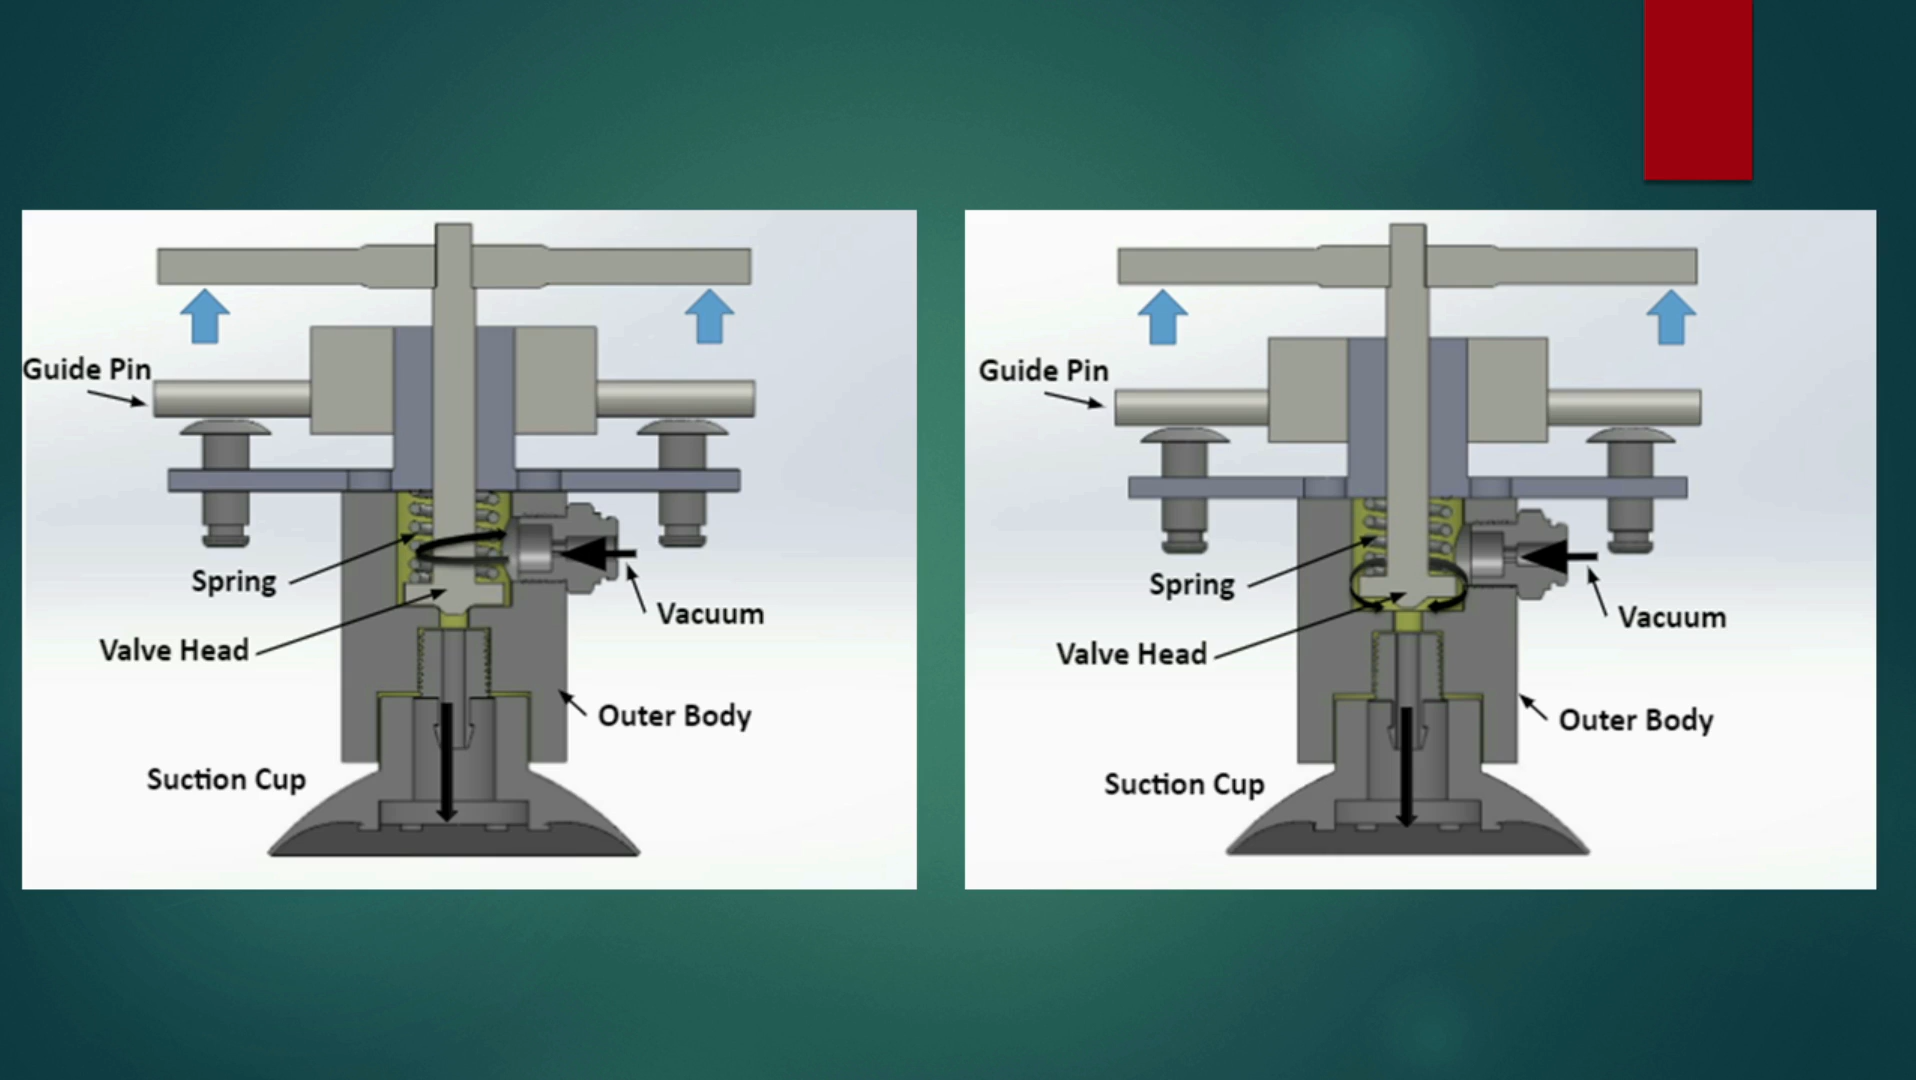 Guide Pin
Spring
Vacuum
Valve Head
Outer Body
Suction Cup
Guide Pin
Spring
Vacuum
Valve Head
Outer Body
Suction Cup